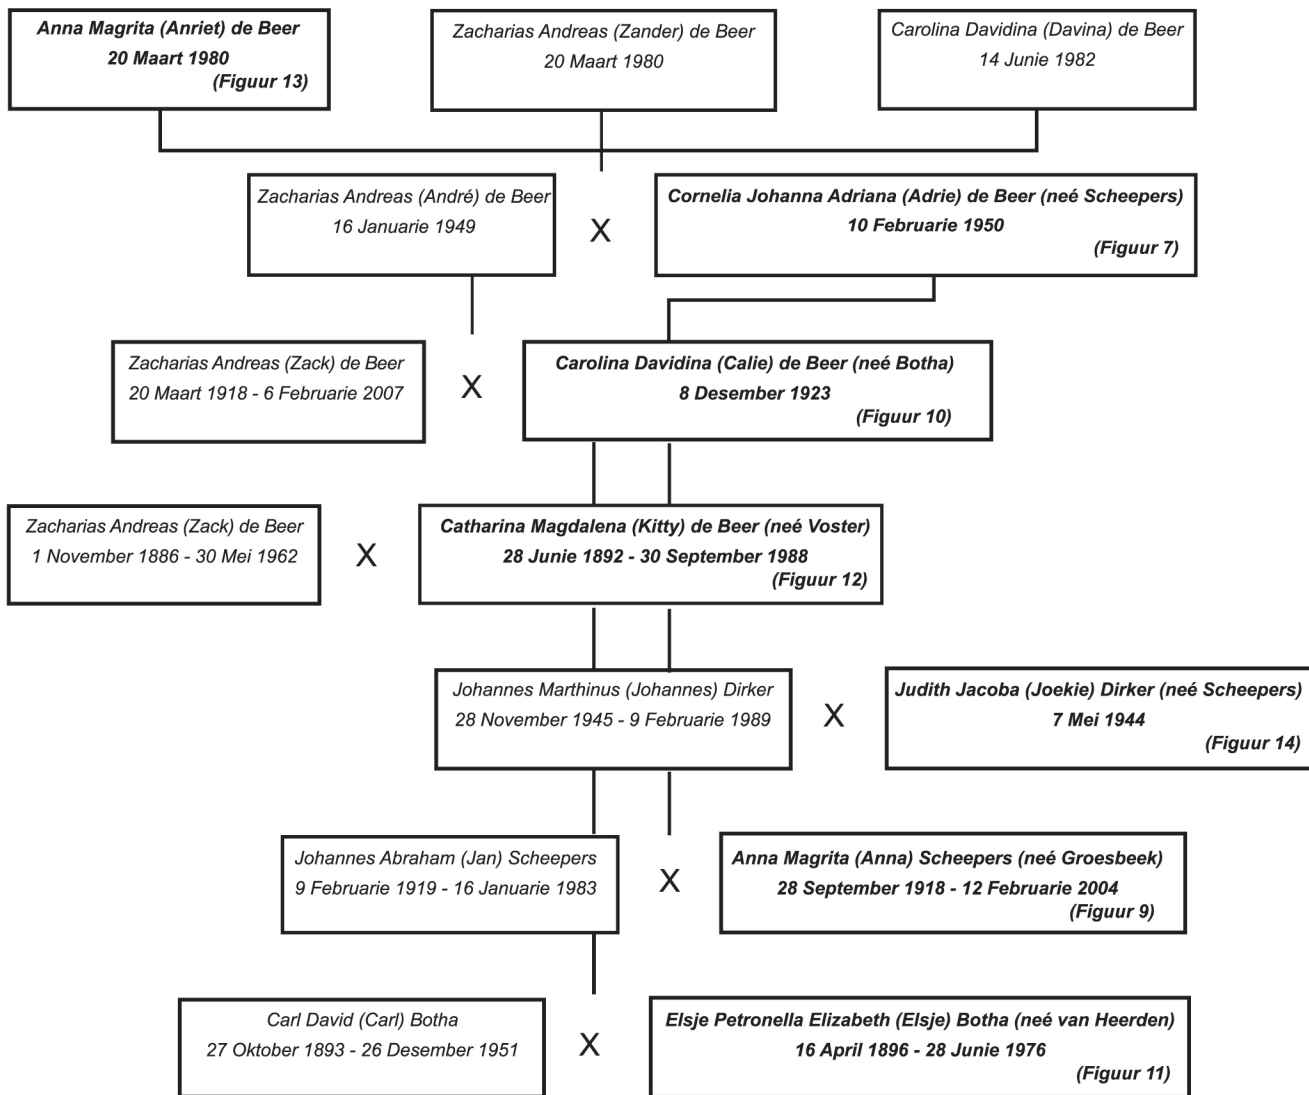 Anna Magrita (Anriet) de Beer
20 Maart 1980
(Figuur 13)
Zacharias Andreas (Zander) de Beer
20 Maart 1980
Carolina Davidina (Davina) de Beer
14 Junie 1982
Zacharias Andreas (André) de Beer
16 Januarie 1949
X
Cornelia Johanna Adriana (Adrie) de Beer (neé Scheepers)
10 Februarie 1950
(Figuur 7)
Zacharias Andreas (Zack) de Beer
20 Maart 1918 - 6 Februarie 2007
X
Carolina Davidina (Calie) de Beer (neé Botha)
8 Desember 1923
(Figuur 10)
Zacharias Andreas (Zack) de Beer
1 November 1886 - 30 Mei 1962
X
Catharina Magdalena (Kitty) de Beer (neé Voster)
28 Junie 1892 - 30 September 1988
(Figuur 12)
Johannes Marthinus (Johannes) Dirker
28 November 1945 - 9 Februarie 1989
X
Judith Jacoba (Joekie) Dirker (neé Scheepers)
7 Mei 1944
(Figuur 14)
Johannes Abraham (Jan) Scheepers
9 Februarie 1919 - 16 Januarie 1983
X
Anna Magrita (Anna) Scheepers (neé Groesbeek)
28 September 1918 - 12 Februarie 2004
(Figuur 9)
Carl David (Carl) Botha
27 Oktober 1893 - 26 Desember 1951
X
Elsje Petronella Elizabeth (Elsje) Botha (neé van Heerden)
16 April 1896 - 28 Junie 1976
(Figuur 11)